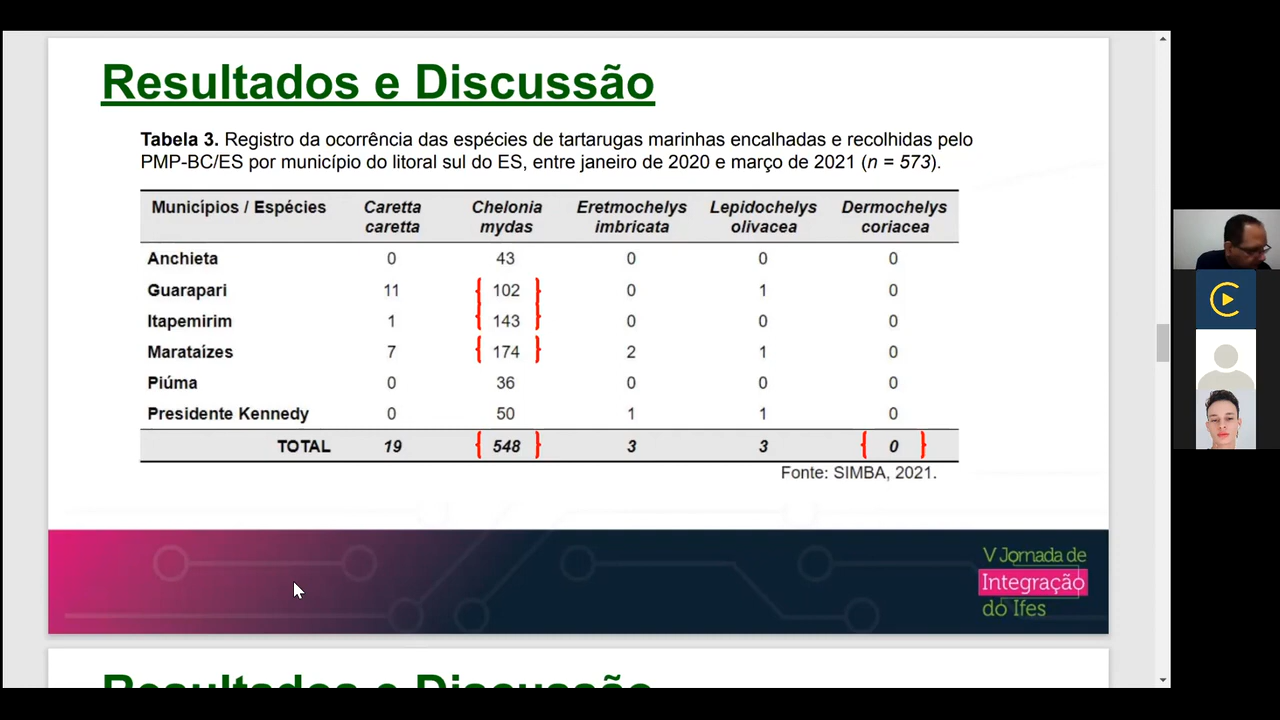 Resultados e Discussão
Tabela 3. Registro da ocorrência das espécies de tartarugas marinhas encalhadas e recolhidas pelo
PMP-BC/ES por município do litoral sul do ES, entre janeiro de 2020 e março de 2021 (n = 573).
Municípios / Espécies Caretta caretta Chelonia mydas Eretmochelys imbricata Lepidochelys olivacea Dermochelys coriacea
Anchieta 0 43 0 0 0
Guarapari 11 102 0 1 0
Itapemirim 1 143 0 0 0
Marataízes 7 174 2 1 0
Piúma 0 36 0 0 0
Presidente Kennedy 0 50 1 1 0
TOTAL 19 548 3 3 0
Fonte: SIMBA, 2021.
V Jornada de
Integração
do Ifes
Resultados e Discussão